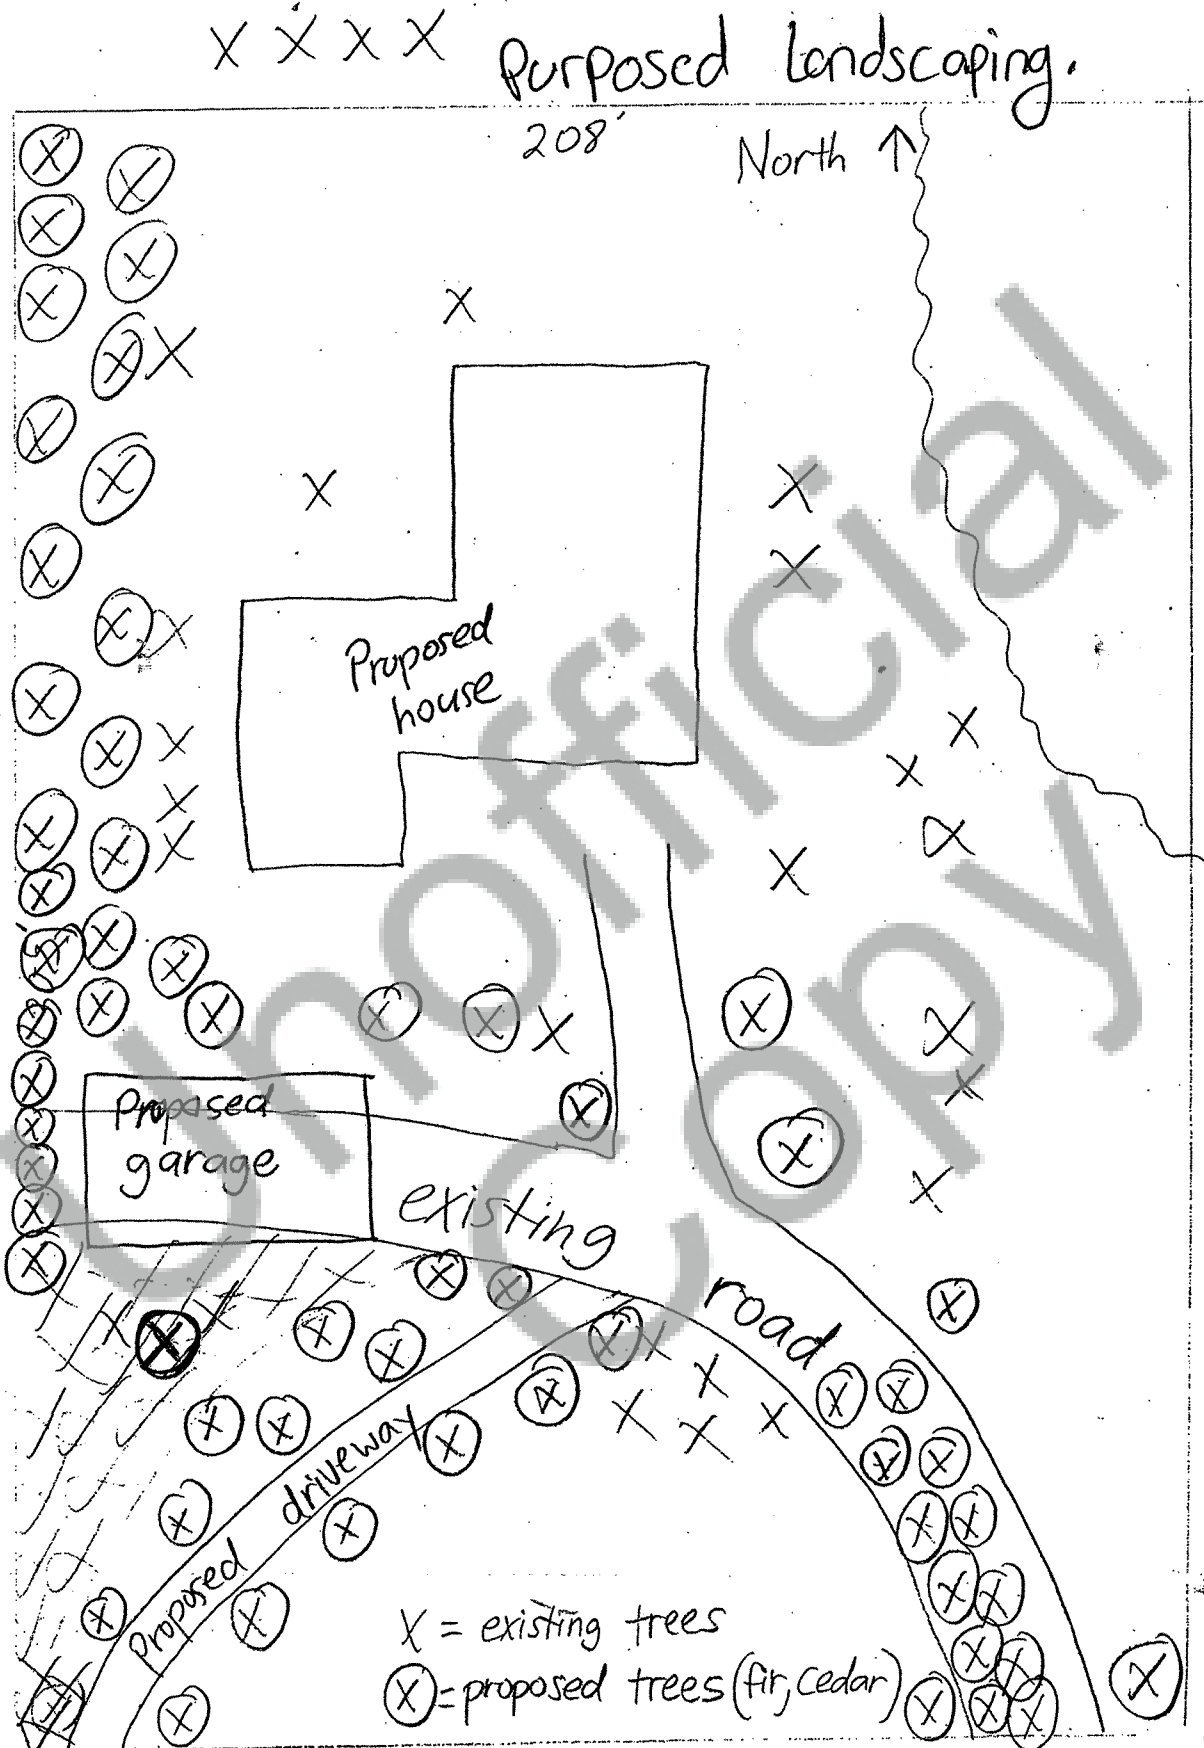 X X X X Purposed Landscaping.
208'
North ↑
Proposed
house
Proposed
garage
existing
road
Proposed driveway
X = existing trees
Ⓧ = proposed trees (fir, cedar)
Unofficial
Copy